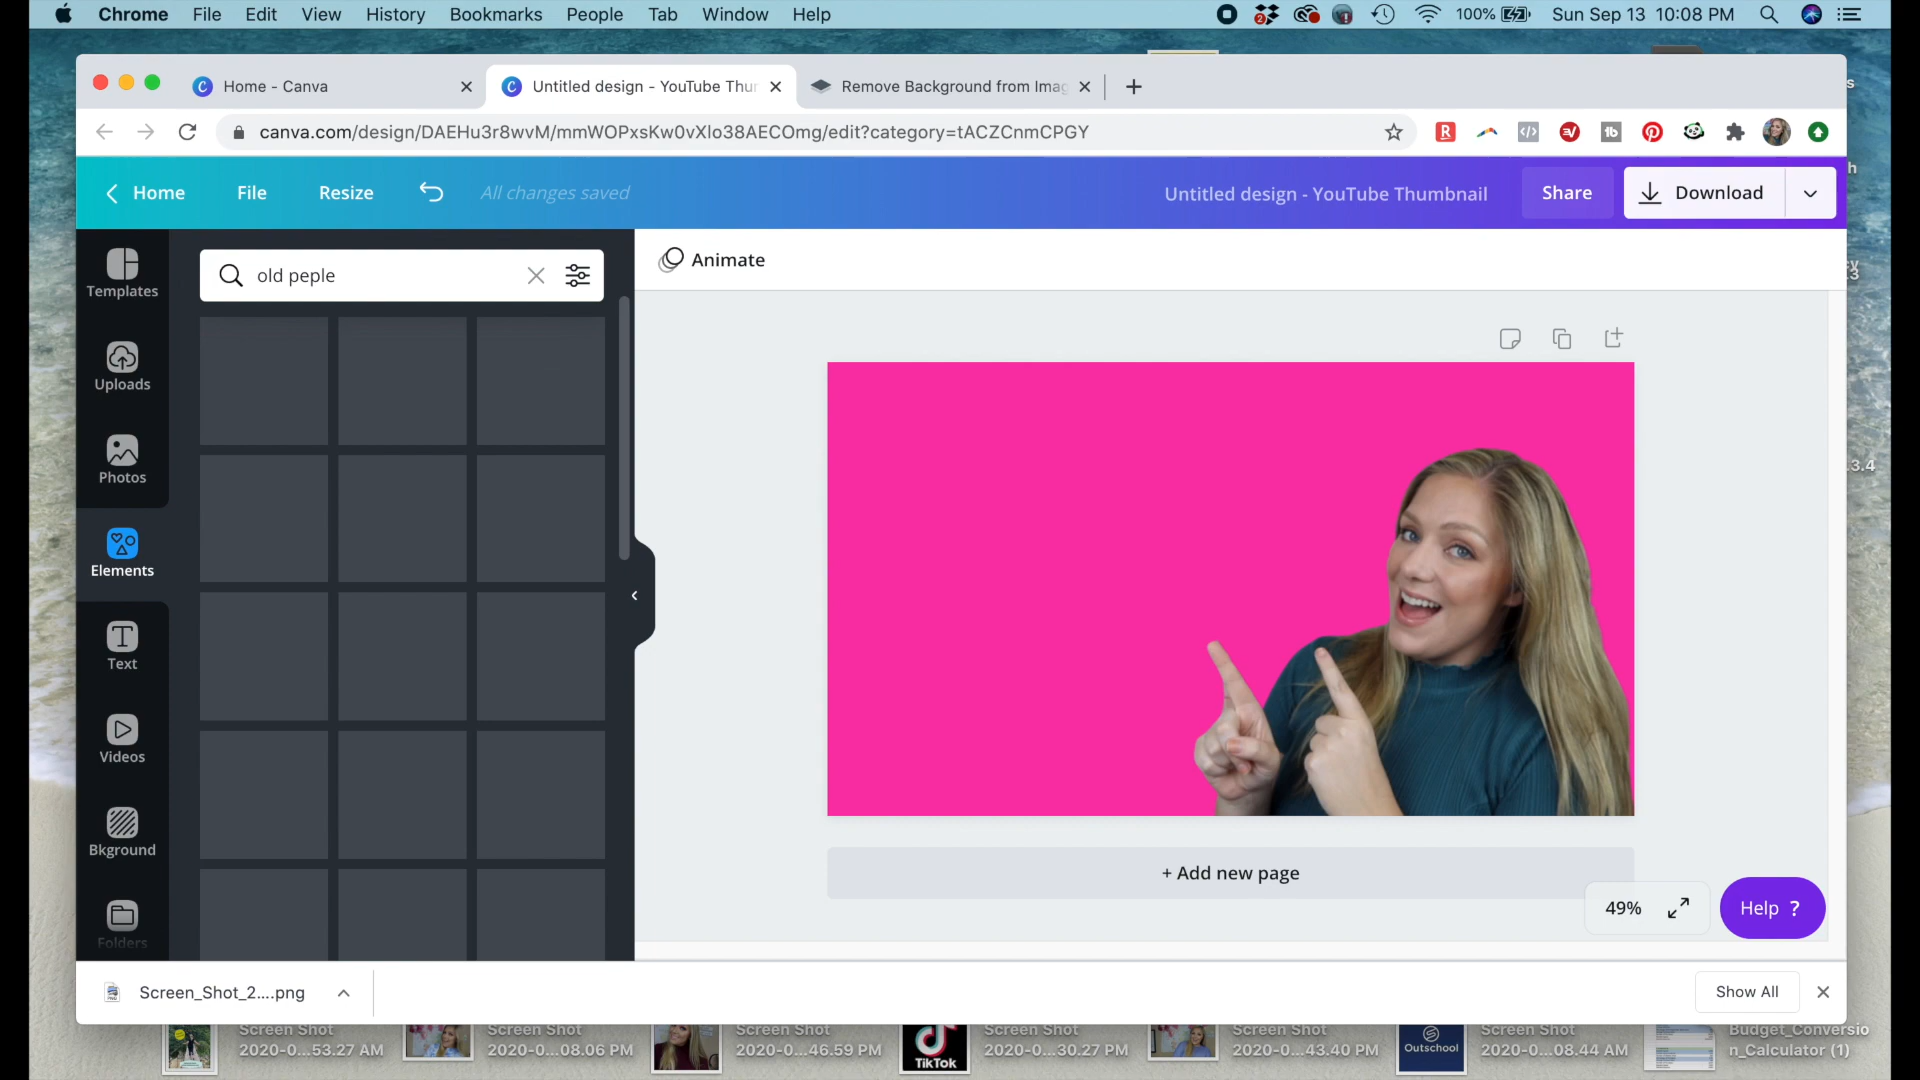 Chrome File Edit View History Bookmarks People Tab Window Help
100% Sun Sep 13 10:08 PM
Home - Canva
Untitled design - YouTube Thur
Remove Background from Imag
canva.com/design/DAEHu3r8wvM/mmWOPxsKw0vXlo38AECOmg/edit?category=tACZCnmCPGY
Home File Resize All changes saved
Untitled design - YouTube Thumbnail Share Download
Templates
Uploads
Photos
Elements
Text
Videos
Bkground
Folders
old peple
Animate
+ Add new page
49%
Help ?
Screen_Shot_2....png
Show All
Screen Shot
2020-0...53.27 AM
Screen Shot
2020-0...08.06 PM
Screen Shot
2020-0...46.59 PM
TikTok
Screen Shot
2020-0...30.27 PM
Screen Shot
2020-0...43.40 PM
Outschool
Screen Shot
2020-0...08.44 AM
Budget_Conversio
n_Calculator (1)
.3.4